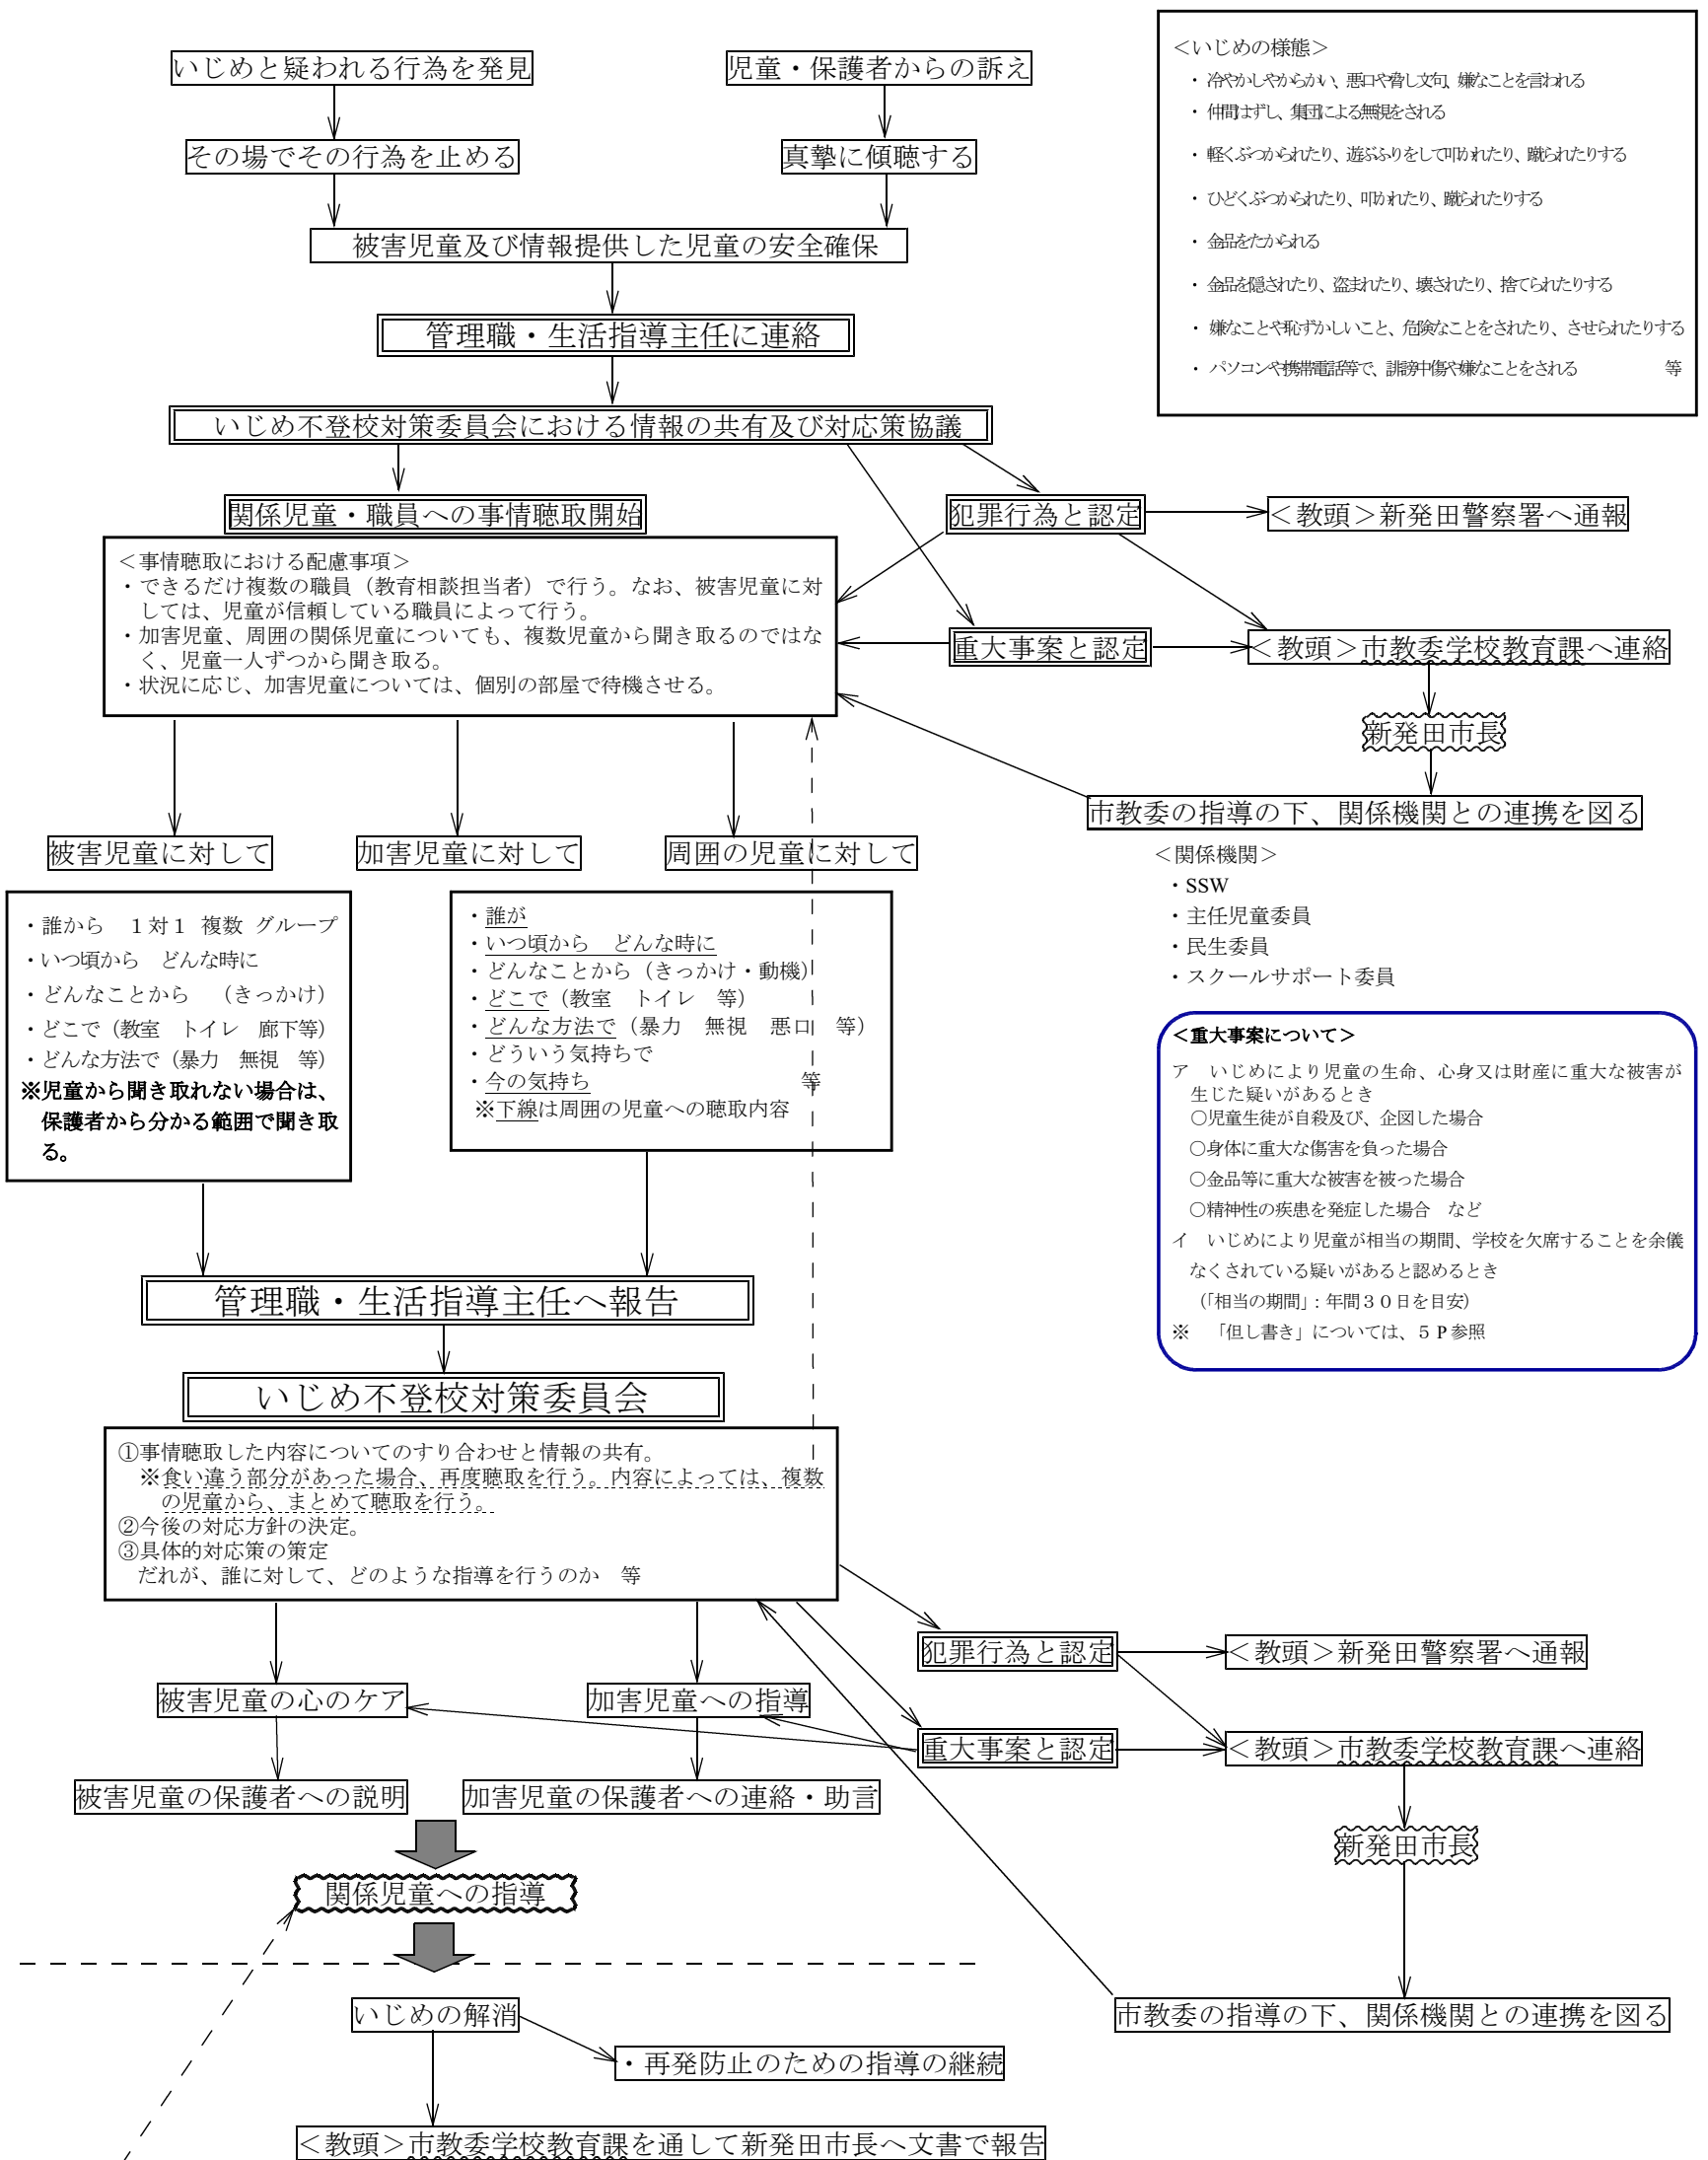 いじめと疑われる行為を発見
児童・保護者からの訴え
その場でその行為を止める
真摯に傾聴する
被害児童及び情報提供した児童の安全確保
管理職・生活指導主任に連絡
いじめ不登校対策委員会における情報の共有及び対応策協議
＜いじめの様態＞
・ 冷やかしやからかい、悪口や脅し文句、嫌なことを言われる
・ 仲間はずし、集団による無視をされる
・ 軽くぶつかられたり、遊ぶふりをして叩かれたり、蹴られたりする
・ ひどくぶつかられたり、叩かれたり、蹴られたりする
・ 金品をたかられる
・ 金品を隠されたり、盗まれたり、壊されたり、捨てられたりする
・ 嫌なことや恥ずかしいこと、危険なことをされたり、させられたりする
・ パソコンや携帯電話等で、誹謗中傷や嫌なことをされる　　　　　等
関係児童・職員への事情聴取開始
犯罪行為と認定
＜教頭＞新発田警察署へ通報
＜事情聴取における配慮事項＞
・できるだけ複数の職員（教育相談担当者）で行う。なお、被害児童に対
しては、児童が信頼している職員によって行う。
・加害児童、周囲の関係児童についても、複数児童から聞き取るのではな
く、児童一人ずつから聞き取る。
・状況に応じ、加害児童については、個別の部屋で待機させる。
重大事案と認定
＜教頭＞市教委学校教育課へ連絡
新発田市長
市教委の指導の下、関係機関との連携を図る
＜関係機関＞
・SSW
・主任児童委員
・民生委員
・スクールサポート委員
被害児童に対して
加害児童に対して
周囲の児童に対して
・誰から　１対１ 複数 グループ
・いつ頃から　どんな時に
・どんなことから　（きっかけ）
・どこで（教室　トイレ　廊下等）
・どんな方法で（暴力　無視　等）
※児童から聞き取れない場合は、
保護者から分かる範囲で聞き取
る。
・誰が
・いつ頃から　どんな時に
・どんなことから（きっかけ・動機）
・どこで（教室　トイレ　等）
・どんな方法で（暴力　無視　悪口　等）
・どういう気持ちで
・今の気持ち　　　　　　　　　　等
※下線は周囲の児童への聴取内容
＜重大事案について＞
ア　いじめにより児童の生命、心身又は財産に重大な被害が
生じた疑いがあるとき
○児童生徒が自殺及び、企図した場合
○身体に重大な傷害を負った場合
○金品等に重大な被害を被った場合
○精神性の疾患を発症した場合　など
イ　いじめにより児童が相当の期間、学校を欠席することを余儀
なくされている疑いがあると認めるとき
（「相当の期間」：年間３０日を目安）
※　「但し書き」については、５Ｐ参照
管理職・生活指導主任へ報告
いじめ不登校対策委員会
①事情聴取した内容についてのすり合わせと情報の共有。
※食い違う部分があった場合、再度聴取を行う。内容によっては、複数
の児童から、まとめて聴取を行う。
②今後の対応方針の決定。
③具体的対応策の策定
だれが、誰に対して、どのような指導を行うのか　等
犯罪行為と認定
＜教頭＞新発田警察署へ通報
被害児童の心のケア
加害児童への指導
重大事案と認定
＜教頭＞市教委学校教育課へ連絡
被害児童の保護者への説明
加害児童の保護者への連絡・助言
新発田市長
関係児童への指導
市教委の指導の下、関係機関との連携を図る
いじめの解消
・再発防止のための指導の継続
＜教頭＞市教委学校教育課を通して新発田市長へ文書で報告